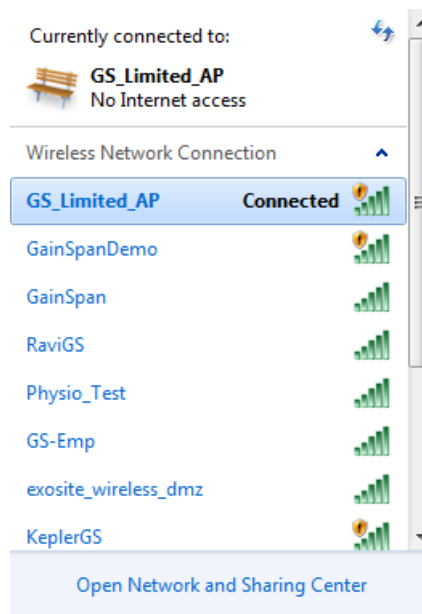 Currently connected to:
GS_Limited_AP
No Internet access
Wireless Network Connection
GS_Limited_AP Connected
GainSpanDemo
GainSpan
RaviGS
Physio_Test
GS-Emp
exosite_wireless_dmz
KeplerGS
Open Network and Sharing Center